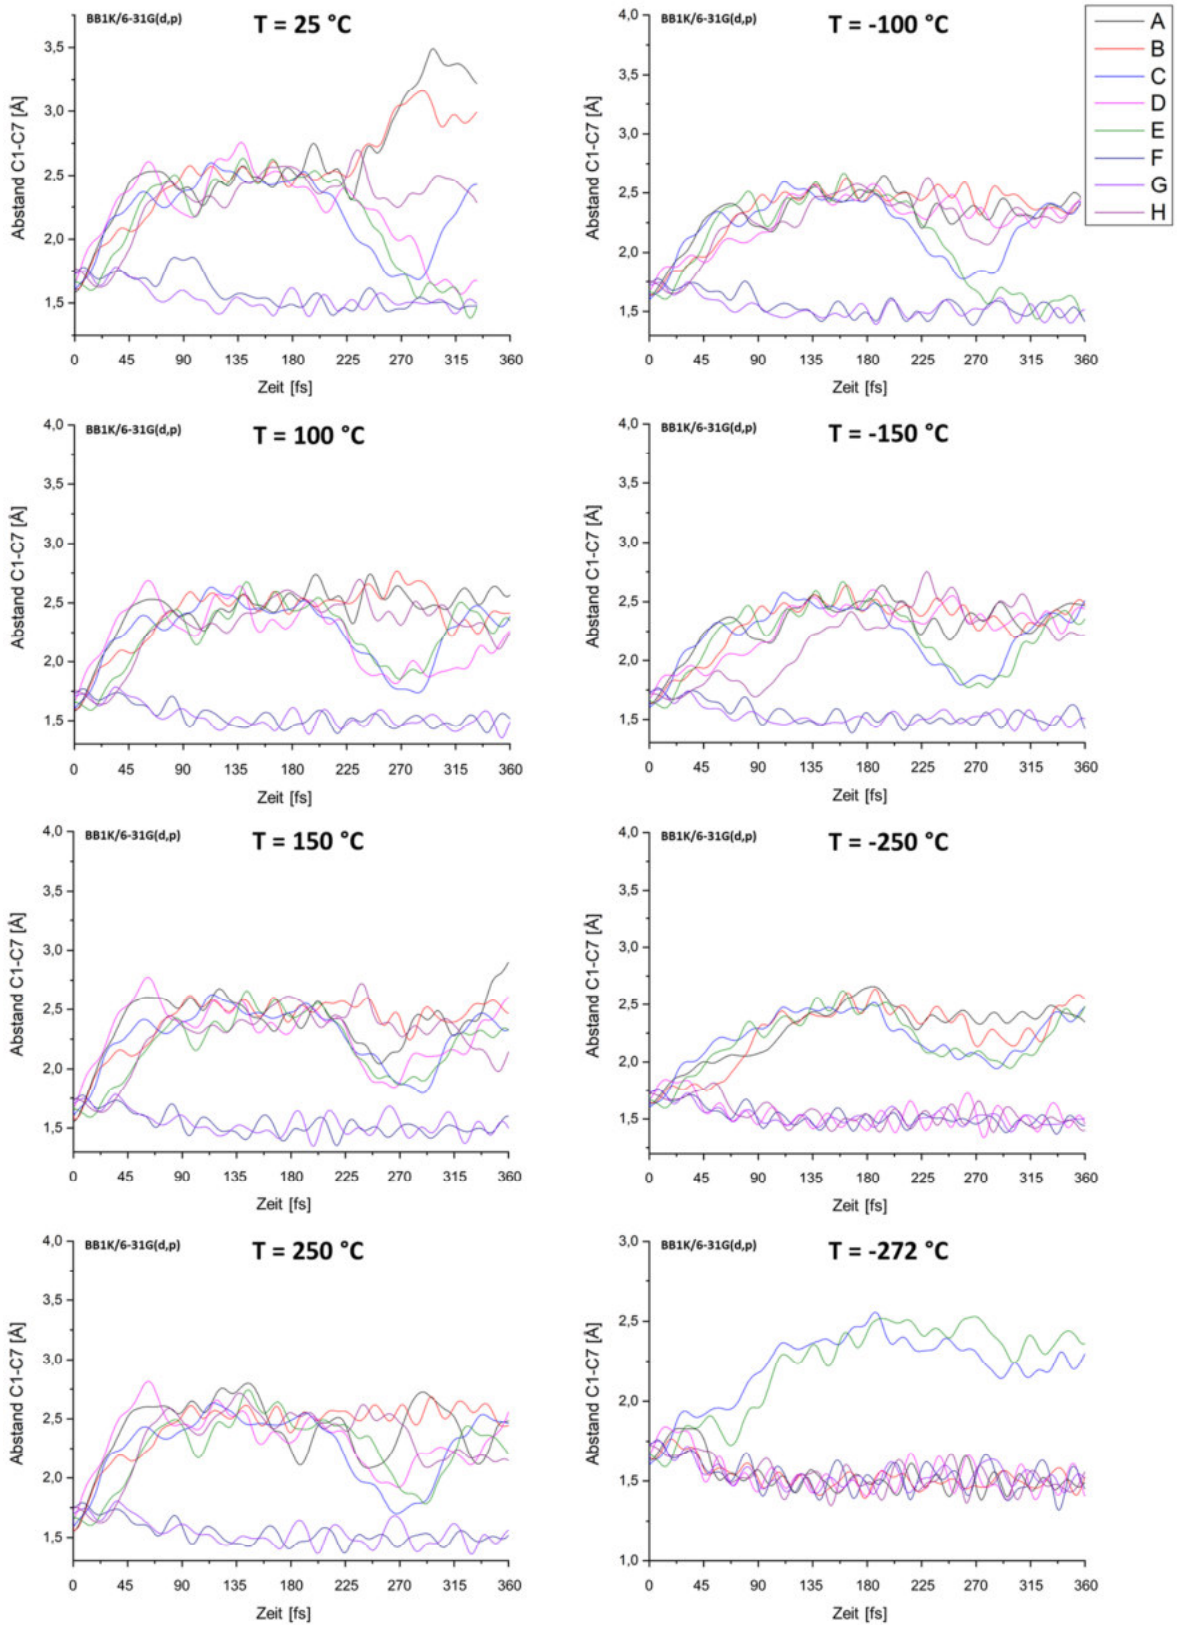 BB1K/6-31G(d,p)
T = 25 °C
3,5
3,0
2,5
2,0
1,5
Abstand C1-C7 [Å]
0 45 90 135 180 225 270 315 360
Zeit [fs]
BB1K/6-31G(d,p)
T = -100 °C
4,0
3,5
3,0
2,5
2,0
1,5
Abstand C1-C7 [Å]
0 45 90 135 180 225 270 315 360
Zeit [fs]
A
B
C
D
E
F
G
H
BB1K/6-31G(d,p)
T = 100 °C
4,0
3,5
3,0
2,5
2,0
1,5
Abstand C1-C7 [Å]
0 45 90 135 180 225 270 315 360
Zeit [fs]
BB1K/6-31G(d,p)
T = -150 °C
4,0
3,5
3,0
2,5
2,0
1,5
Abstand C1-C7 [Å]
0 45 90 135 180 225 270 315 360
Zeit [fs]
BB1K/6-31G(d,p)
T = 150 °C
4,0
3,5
3,0
2,5
2,0
1,5
Abstand C1-C7 [Å]
0 45 90 135 180 225 270 315 360
Zeit [fs]
BB1K/6-31G(d,p)
T = -250 °C
4,0
3,5
3,0
2,5
2,0
1,5
Abstand C1-C7 [Å]
0 45 90 135 180 225 270 315 360
Zeit [fs]
BB1K/6-31G(d,p)
T = 250 °C
4,0
3,5
3,0
2,5
2,0
1,5
Abstand C1-C7 [Å]
0 45 90 135 180 225 270 315 360
Zeit [fs]
BB1K/6-31G(d,p)
T = -272 °C
3,0
2,5
2,0
1,5
1,0
Abstand C1-C7 [Å]
0 45 90 135 180 225 270 315 360
Zeit [fs]